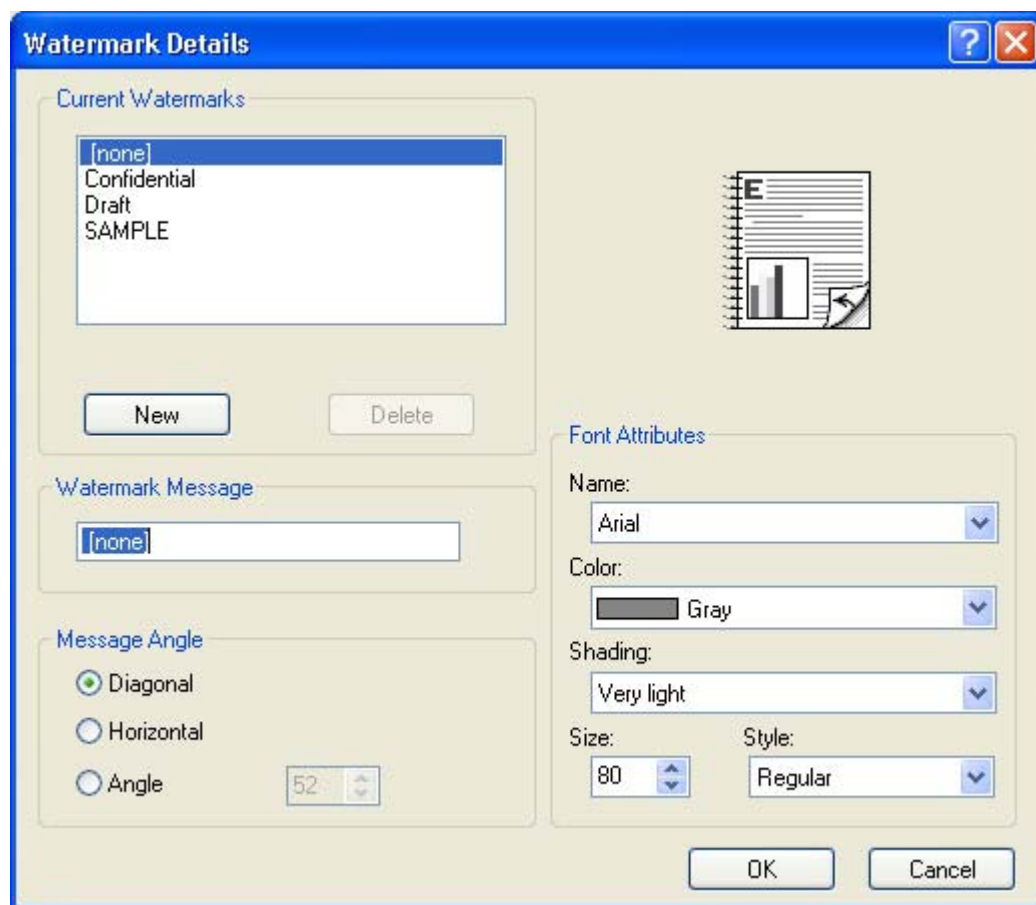 Watermark Details
Current Watermarks
[none]
Confidential
Draft
SAMPLE
New
Delete
Watermark Message
[none]
Message Angle
Diagonal
Horizontal
Angle
52
E
Font Attributes
Name:
Arial
Color:
Gray
Shading:
Very light
Size:
Style:
80
Regular
OK
Cancel